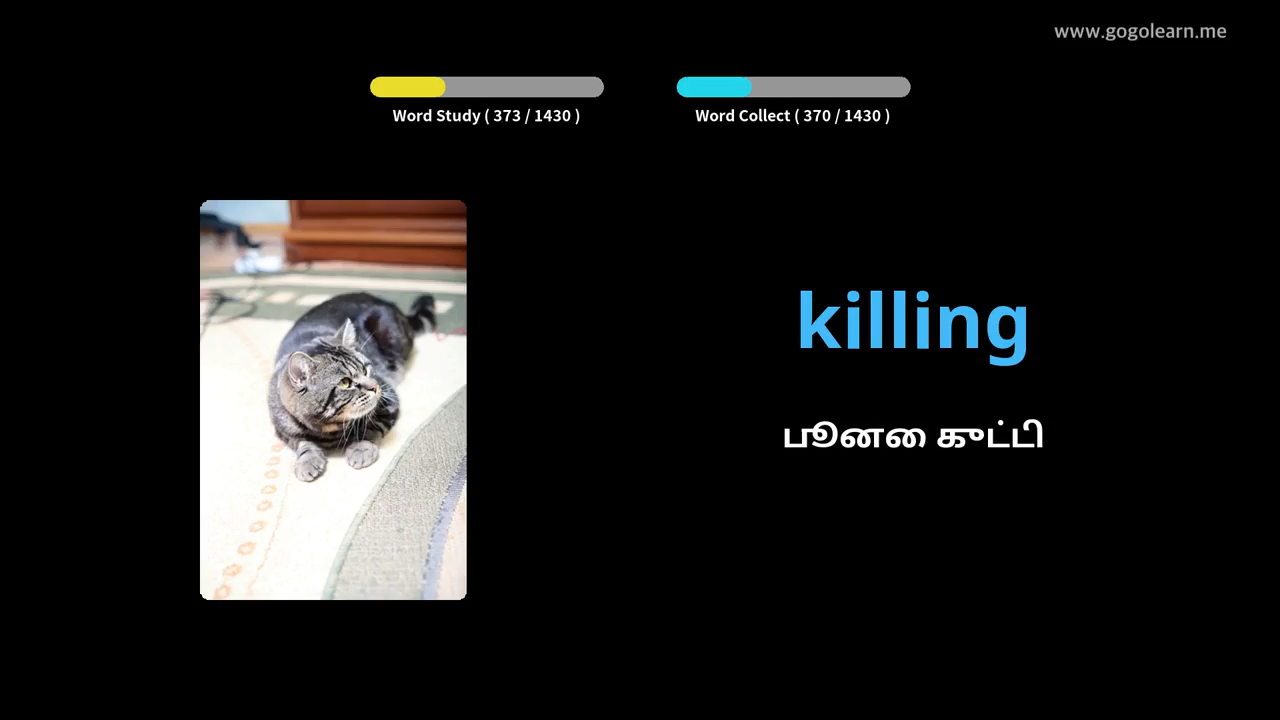 www.gogolearn.me
Word Study ( 373 / 1430 )
Word Collect ( 370 / 1430 )
killing
பூனை குட்டி